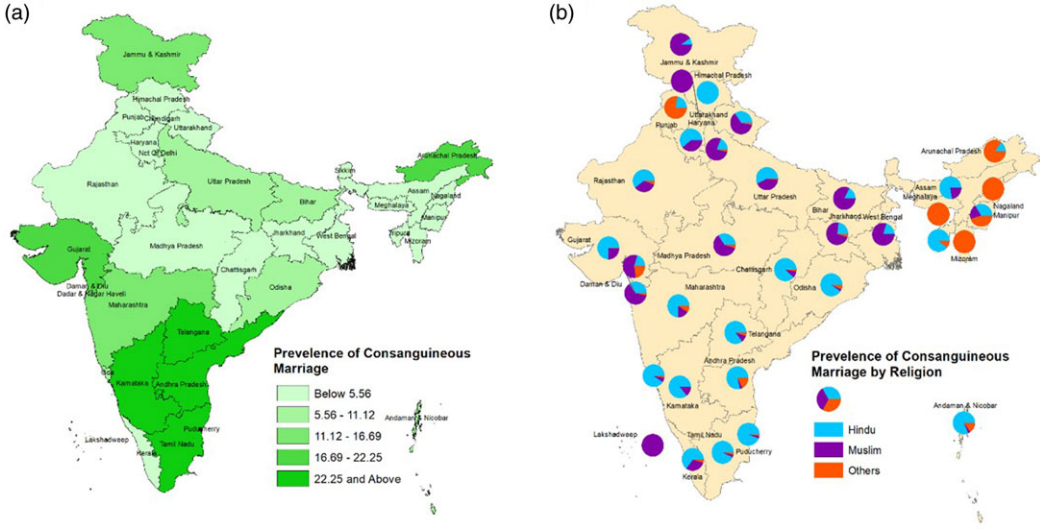 (a)
Jammu & Kashmir
Himachal Pradesh
Punjab
Chandigarh
Uttarakhand
Haryana
Nct Of Delhi
Arunachal Pradesh
Sikkim
Rajasthan
Uttar Pradesh
Assam
Nagaland
Bihar
Meghalaya
Manipur
Jharkhand
West Bengal
Tripura
Mizoram
Gujarat
Madhya Pradesh
Chattisgarh
Daman & Diu
Dadar & Nagar Haveli
Odisha
Maharashtra
Telangana
Goa
Karnataka
Andhra Pradesh
Puducherry
Lakshadweep
Tamil Nadu
Kerala
Andaman & Nicobar
Prevelence of Consanguineous
Marriage
Below 5.56
5.56 - 11.12
11.12 - 16.69
16.69 - 22.25
22.25 and Above
(b)
Jammu & Kashmir
Himachal Pradesh
Uttarakhand
Punjab
Haryana
Arunachal Pradesh
Rajasthan
Uttar Pradesh
Assam
Meghalaya
Bihar
Nagaland
Jharkhand
West Bengal
Manipur
Gujarat
Madhya Pradesh
Mizoram
Chattisgarh
Daman & Diu
Maharashtra
Odisha
Telangana
Andhra Pradesh
Karnataka
Lakshadweep
Tamil Nadu
Puducherry
Kerala
Andaman & Nicobar
Prevelence of Consanguineous
Marriage by Religion
Hindu
Muslim
Others